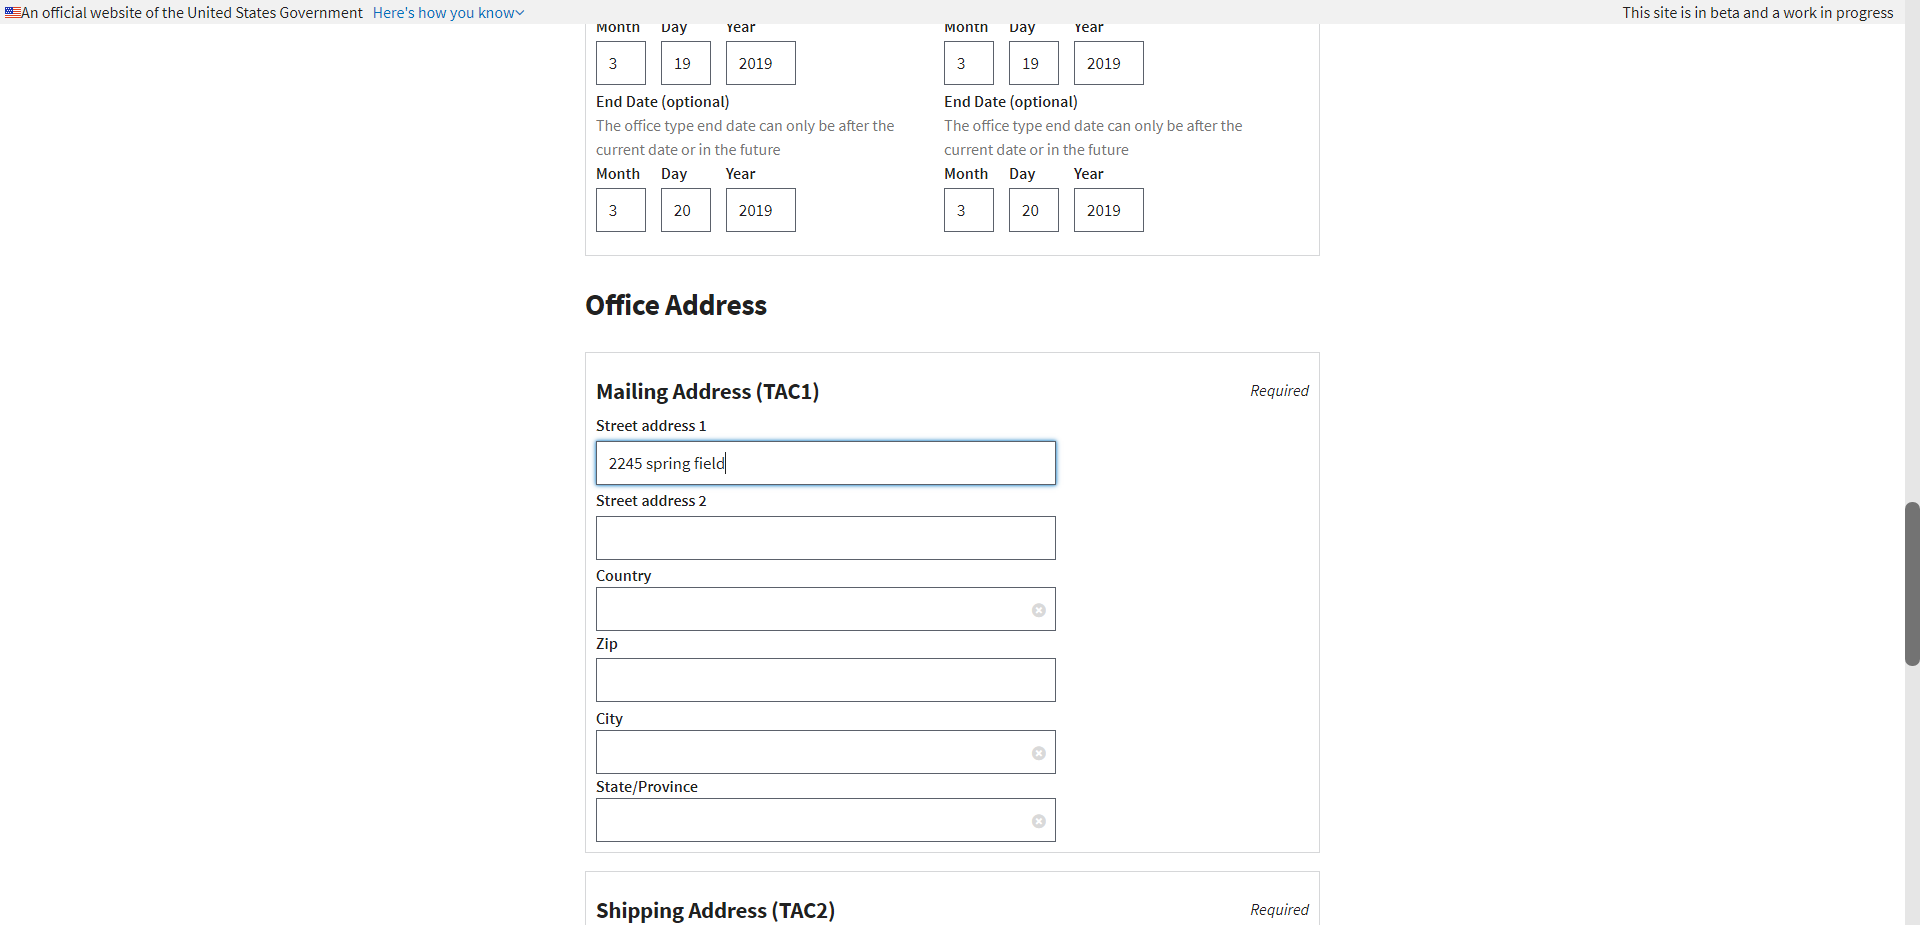 An official website of the United States Government Here's how you know
This site is in beta and a work in progress
Month Day Year Month Day Year
3 19 2019 3 19 2019
End Date (optional) End Date (optional)
The office type end date can only be after the The office type end date can only be after the
current date or in the future current date or in the future
Month Day Year Month Day Year
3 20 2019 3 20 2019
Office Address
Mailing Address (TAC1) Required
Street address 1
2245 spring field
Street address 2
Country
Zip
City
State/Province
Shipping Address (TAC2) Required